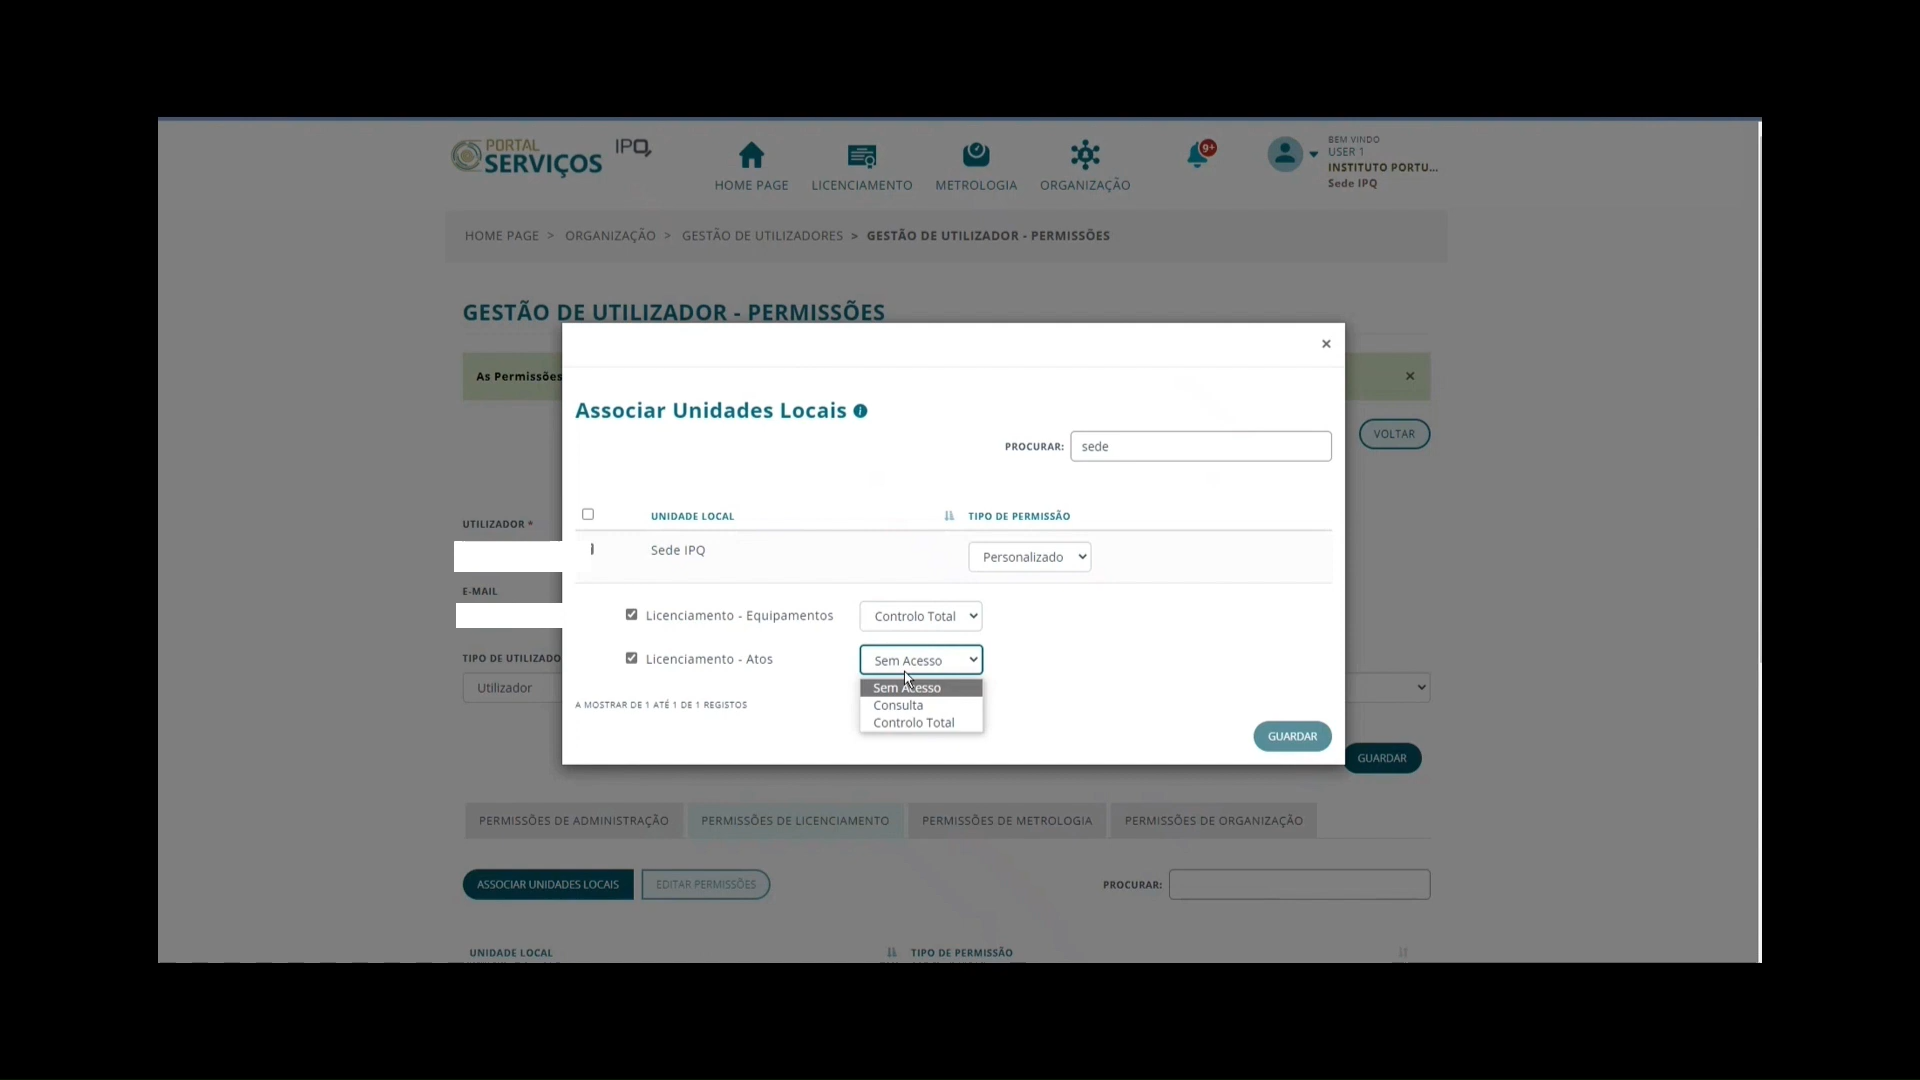 PORTAL
SERVIÇOS
IPQ
HOME PAGE
LICENCIAMENTO
METROLOGIA
ORGANIZAÇÃO
9+
BEM VINDO
USER 1
INSTITUTO PORTU...
Sede IPQ
HOME PAGE > ORGANIZAÇÃO > GESTÃO DE UTILIZADORES > GESTÃO DE UTILIZADOR - PERMISSÕES
GESTÃO DE UTILIZADOR - PERMISSÕES
×
As Permissões
×
Associar Unidades Locais
VOLTAR
PROCURAR: sede
UNIDADE LOCAL TIPO DE PERMISSÃO
UTILIZADOR *
Sede IPQ Personalizado
E-MAIL
Licenciamento - Equipamentos Controlo Total
TIPO DE UTILIZADO
Licenciamento - Atos Sem Acesso
Utilizador
Sem Acesso
Consulta
Controlo Total
A MOSTRAR DE 1 ATÉ 1 DE 1 REGISTOS
GUARDAR
GUARDAR
PERMISSÕES DE ADMINISTRAÇÃO PERMISSÕES DE LICENCIAMENTO PERMISSÕES DE METROLOGIA PERMISSÕES DE ORGANIZAÇÃO
ASSOCIAR UNIDADES LOCAIS EDITAR PERMISSÕES PROCURAR:
UNIDADE LOCAL TIPO DE PERMISSÃO